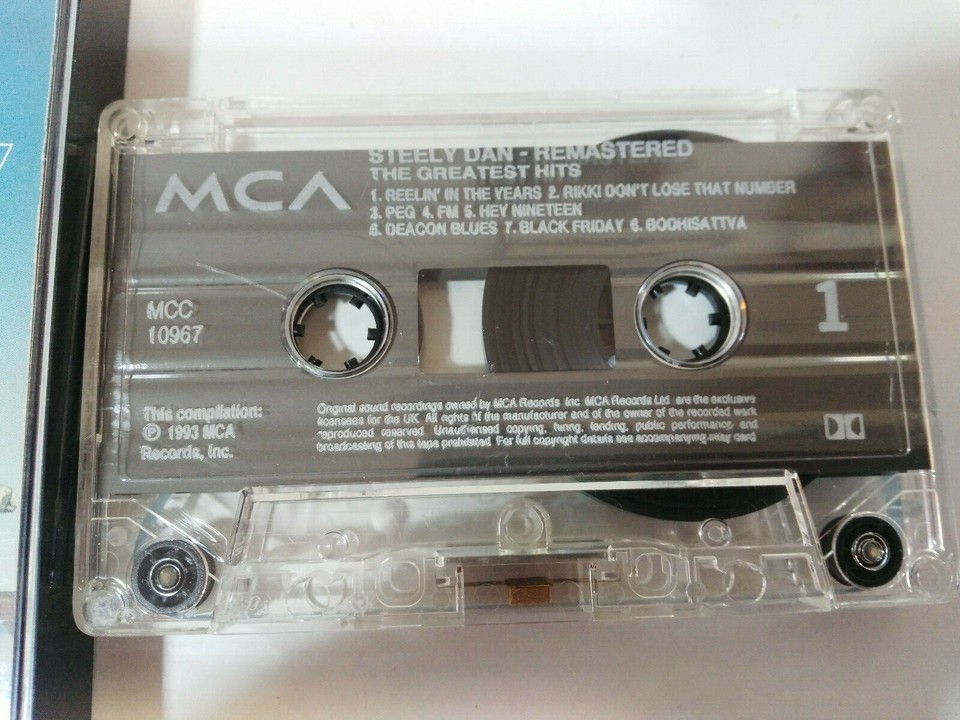 MCA
STEELY DAN - REMASTERED
THE GREATEST HITS
1. REELIN' IN THE YEARS 2. RIKKI DON'T LOSE THAT NUMBER
3. PEG 4. FM 5. HEY NINETEEN
6. DEACON BLUES 7. BLACK FRIDAY 8. BODHISATTVA
MCC
10967
1
This compilation:
℗ 1993 MCA
Records, Inc.
Original sound recordings owned by MCA Records Inc. MCA Records Ltd. are the exclusive
licensees for the UK. All rights of the manufacturer and of the owner of the recorded work
reproduced reserved. Unauthorised copying, hiring, lending, public performance and
broadcasting of this tape prohibited. For full copyright details see accompanying inlay card